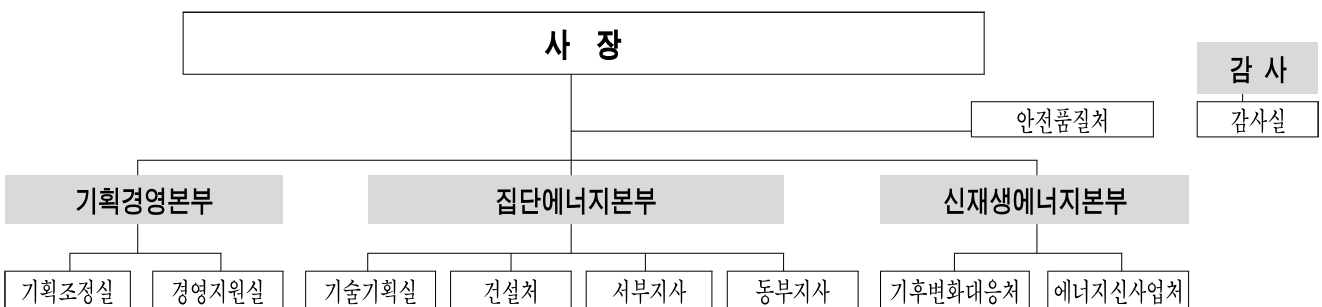 사 장
감 사
안전품질처
감사실
기획경영본부
집단에너지본부
신재생에너지본부
기획조정실
경영지원실
기술기획실
건설처
서부지사
동부지사
기후변화대응처
에너지신사업처